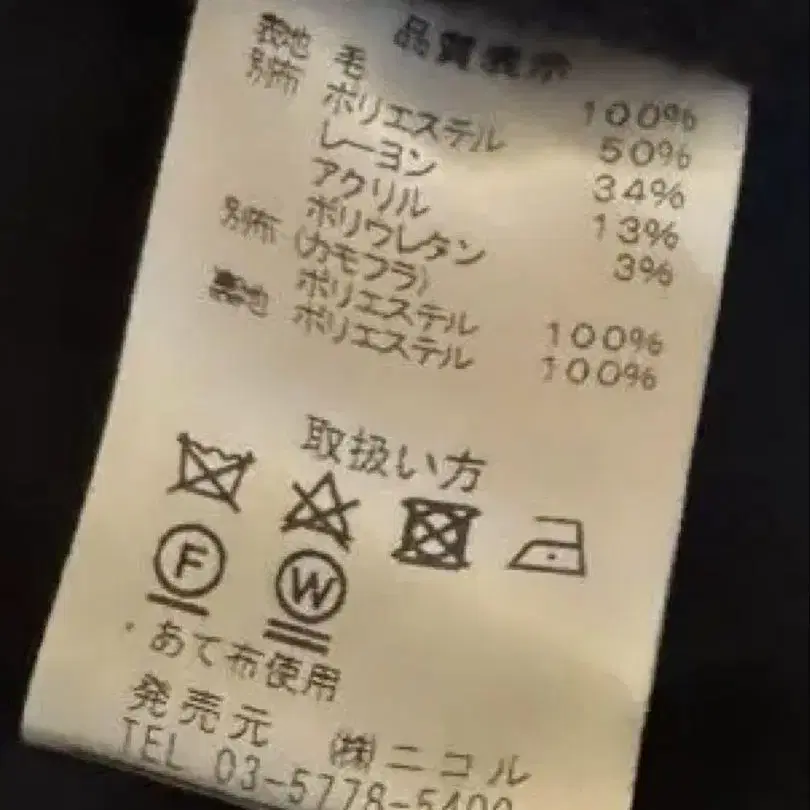 品質表示
表地 毛 100%
別布 ポリエステル 50%
レーヨン 34%
アクリル 13%
ポリウレタン 3%
別布 (カモフラ)
ポリエステル 100%
裏地 ポリエステル 100%
取扱い方
F W
・あて布使用
発売元 ㈱ニコル
TEL 03-5778-5400